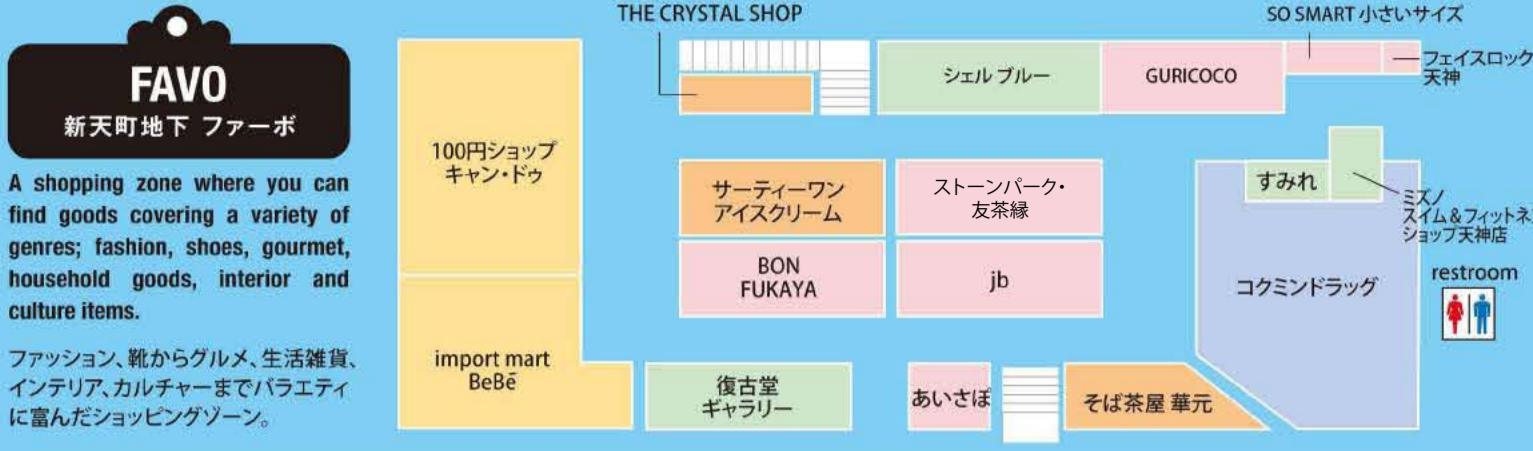 FAVO
新天町地下 ファーボ
A shopping zone where you can
find goods covering a variety of
genres; fashion, shoes, gourmet,
household goods, interior and
culture items.
ファッション、靴からグルメ、生活雑貨、
インテリア、カルチャーまでバラエティ
に富んだショッピングゾーン。
THE CRYSTAL SHOP
SO SMART 小さいサイズ
フェイスロック
天神
シェル ブルー
GURICOCO
100円ショップ
キャン・ドゥ
サーティーワン
アイスクリーム
ストーンパーク・
友茶縁
すみれ
ミズノ
スイム&フィットネ
ショップ天神店
BON
FUKAYA
jb
コクミンドラッグ
restroom
import mart
BeBē
復古堂
ギャラリー
あいさぽ
そば茶屋 華元